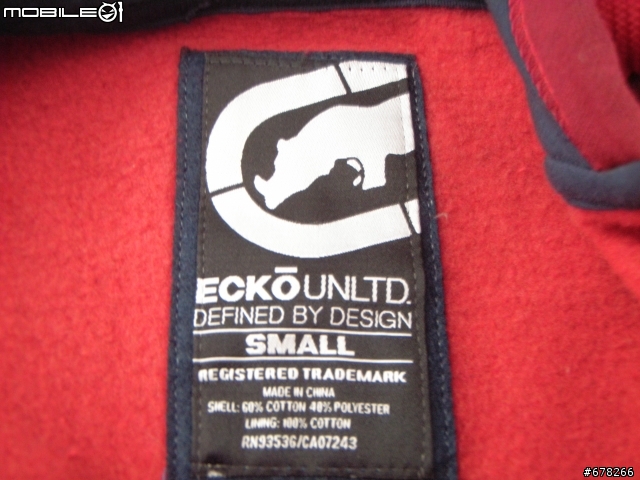 MOBILE01
ECKŌ UNLTD.
DEFINED BY DESIGN
SMALL
REGISTERED TRADEMARK
MADE IN CHINA
SHELL: 60% COTTON 40% POLYESTER
LINING: 100% COTTON
RN93536/CA07243
#678266